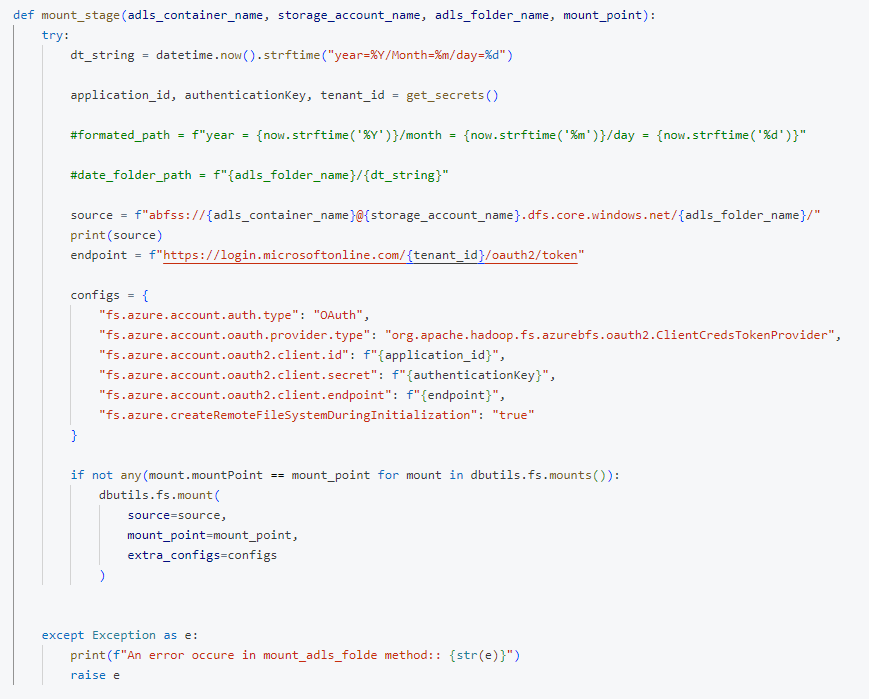 def mount_stage(adls_container_name, storage_account_name, adls_folder_name, mount_point):
    try:
        dt_string = datetime.now().strftime("year=%Y/Month=%m/day=%d")
        application_id, authenticationKey, tenant_id = get_secrets()
        #formated_path = f"year = {now.strftime('%Y')}/month = {now.strftime('%m')}/day = {now.strftime('%d')}"
        #date_folder_path = f"{adls_folder_name}/{dt_string}"
        source = f"abfss://{adls_container_name}@{storage_account_name}.dfs.core.windows.net/{adls_folder_name}/"
        print(source)
        endpoint = f"https://login.microsoftonline.com/{tenant_id}/oauth2/token"
        configs = {
            "fs.azure.account.auth.type": "OAuth",
            "fs.azure.account.oauth.provider.type": "org.apache.hadoop.fs.azurebfs.oauth2.ClientCredsTokenProvider",
            "fs.azure.account.oauth2.client.id": f"{application_id}",
            "fs.azure.account.oauth2.client.secret": f"{authenticationKey}",
            "fs.azure.account.oauth2.client.endpoint": f"{endpoint}",
            "fs.azure.createRemoteFileSystemDuringInitialization": "true"
        }
        if not any(mount.mountPoint == mount_point for mount in dbutils.fs.mounts()):
            dbutils.fs.mount(
                source=source,
                mount_point=mount_point,
                extra_configs=configs
            )
    except Exception as e:
        print(f"An error occure in mount_adls_folde method:: {str(e)}")
        raise e